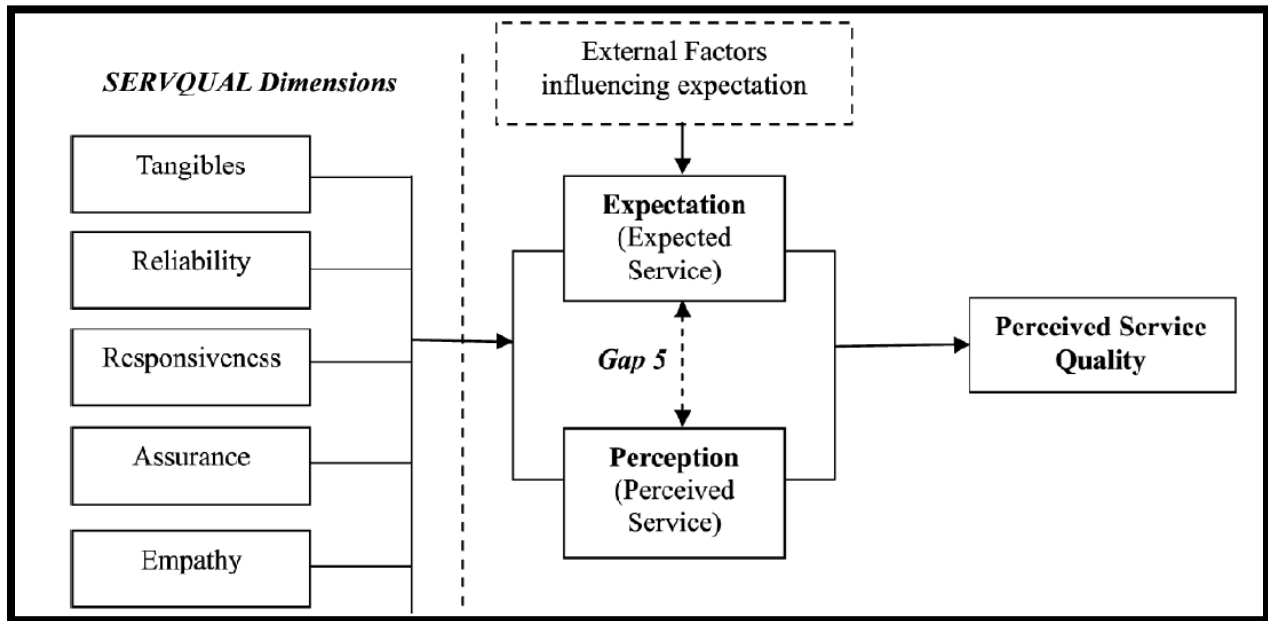 SERVQUAL Dimensions
Tangibles
Reliability
Responsiveness
Assurance
Empathy
External Factors
influencing expectation
Expectation
(Expected
Service)
Gap 5
Perception
(Perceived
Service)
Perceived Service
Quality